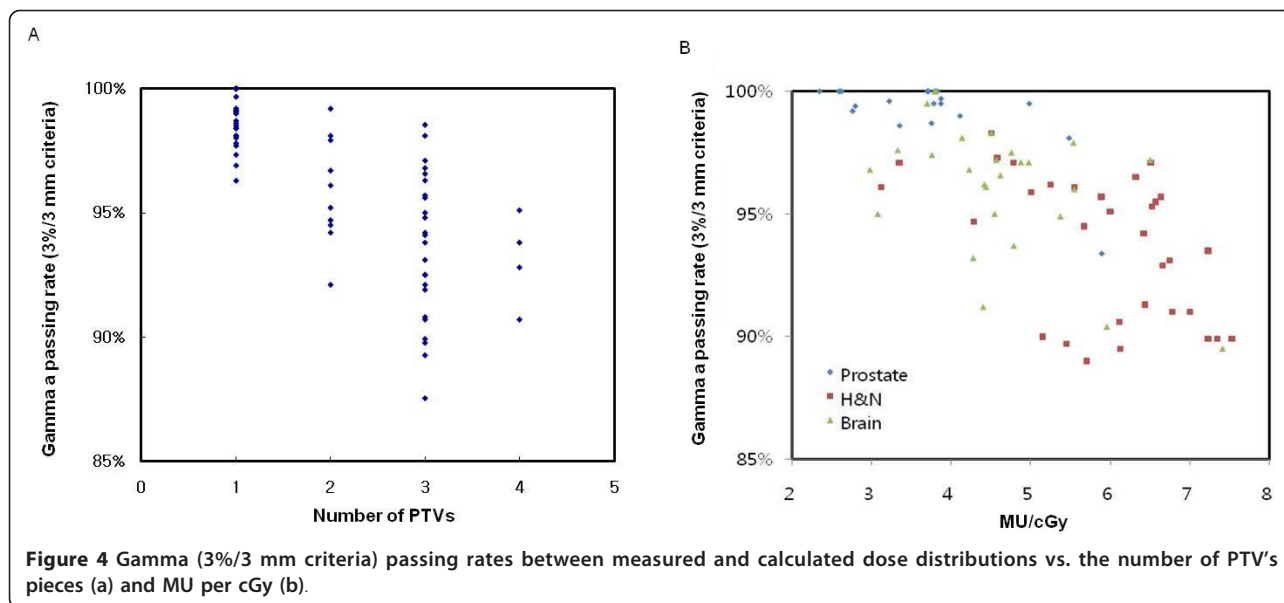 A
Gamma a passing rate (3%/3 mm criteria)
100%
95%
90%
85%
0 1 2 3 4 5
Number of PTVs
B
Gamma a passing rate (3%/3 mm criteria)
100%
95%
90%
85%
Prostate
H&N
Brain
2 3 4 5 6 7 8
MU/cGy
Figure 4 Gamma (3%/3 mm criteria) passing rates between measured and calculated dose distributions vs. the number of PTV's
pieces (a) and MU per cGy (b).